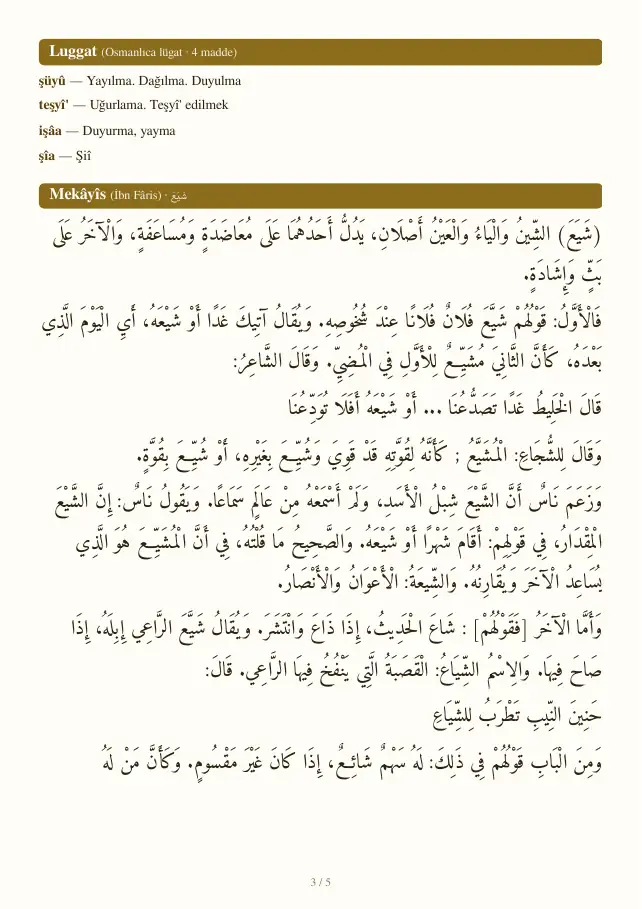 Luggat (Osmanlıca lügat · 4 madde)
şüyû — Yayılma. Dağılma. Duyulma
teşyî' — Uğurlama. Teşyî' edilmek
işâa — Duyurma, yayma
şîa — Şiî
Mekâyîs (İbn Fâris) · شيَعَ
(شَيَعَ) الشِّينُ وَالْيَاءُ وَالْعَيْنُ أَصْلَانِ، يَدُلُّ أَحَدُهُمَا عَلَى مُعَاضَدَةٍ وَمُسَاعَفَةٍ، وَالْآخَرُ عَلَى
بَثٍّ وَإِشَادَةٍ.
فَالْأَوَّلُ: قَوْلُهُمْ شَيَّعَ فُلَانٌ فُلَانًا عِنْدَ شُخُوصِهِ. وَيُقَالُ آتِيكَ غَدًا أَوْ شَيْعَهُ، أَيِ الْيَوْمَ الَّذِي
بَعْدَهُ، كَأَنَّ الثَّانِيَ مُشَيِّعٌ لِلْأَوَّلِ فِي الْمُضِيِّ. وَقَالَ الشَّاعِرُ:
قَالَ الْخَلِيطُ غَدًا تَصَدُّعُنَا ... أَوْ شَيْعَهُ أَفَلَا تُوَدِّعُنَا
وَقَالَ لِلشُّجَاعِ: الْمُشَيَّعُ ; كَأَنَّهُ لِقُوَّتِهِ قَدْ قَوِيَ وَشُيِّعَ بِغَيْرِهِ، أَوْ شُيِّعَ بِقُوَّةٍ.
وَزَعَمَ نَاسٌ أَنَّ الشَّيْعَ شِبْلُ الْأَسَدِ، وَلَمْ أَسْمَعْهُ مِنْ عَالِمٍ سَمَاعًا. وَيَقُولُ نَاسٌ: إِنَّ الشَّيْعَ
الْمِقْدَارُ، فِي قَوْلِهِمْ: أَقَامَ شَهْرًا أَوْ شَيْعَهُ. وَالصَّحِيحُ مَا قُلْتُهُ، فِي أَنَّ الْمُشَيِّعَ هُوَ الَّذِي
يُسَاعِدُ الْآخَرَ وَيُقَارِنُهُ. وَالشِّيعَةُ: الْأَعْوَانُ وَالْأَنْصَارُ.
وَأَمَّا الْآخَرُ [فَقَوْلُهُمْ] : شَاعَ الْحَدِيثُ، إِذَا ذَاعَ وَانْتَشَرَ. وَيُقَالُ شَيَّعَ الرَّاعِي إِبِلَهُ، إِذَا
صَاحَ فِيهَا. وَالِاسْمُ الشِّيَاعُ: الْقَصَبَةُ الَّتِي يَنْفُخُ فِيهَا الرَّاعِي. قَالَ:
حَنِينَ النِّيبِ تَطْرَبُ لِلشِّيَاعِ
وَمِنَ الْبَابِ قَوْلُهُمْ فِي ذَلِكَ: لَهُ سَهْمٌ شَائِعٌ، إِذَا كَانَ غَيْرَ مَقْسُومٍ. وَكَأَنَّ مَنْ لَهُ
3 / 5